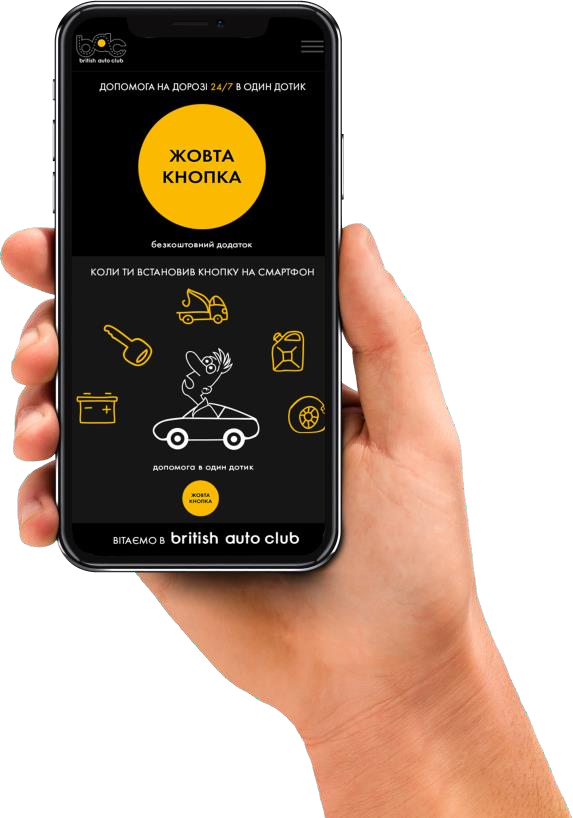 bac
british auto club
ДОПОМОГА НА ДОРОЗІ 24/7 В ОДИН ДОТИК
ЖОВТА
КНОПКА
безкоштовний додаток
КОЛИ ТИ ВСТАНОВИВ КНОПКУ НА СМАРТФОН
допомога в один дотик
ЖОВТА
КНОПКА
ВІТАЄМО В british auto club